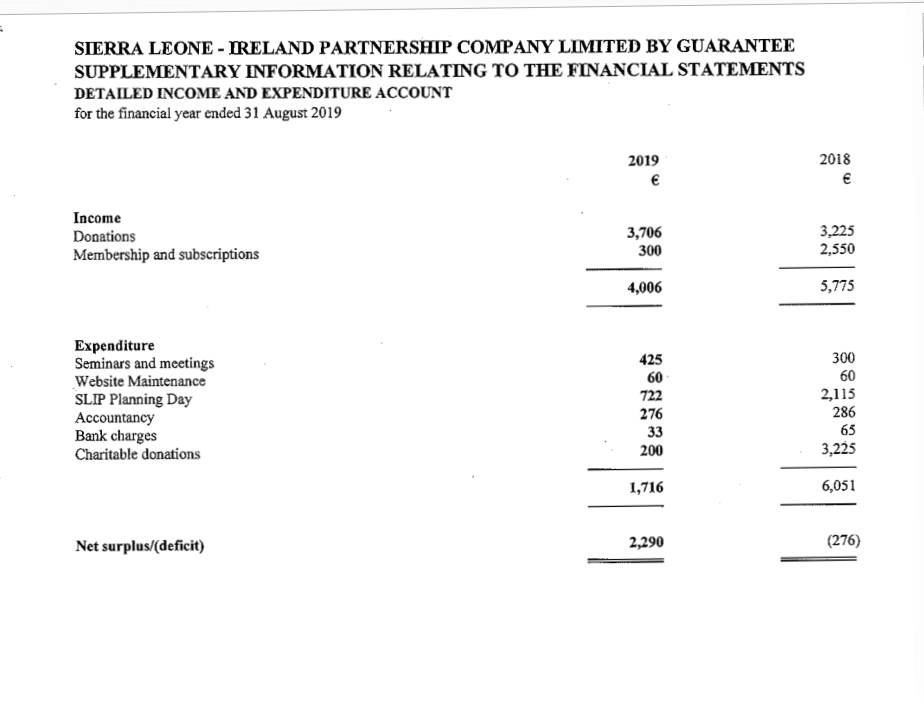 SIERRA LEONE - IRELAND PARTNERSHIP COMPANY LIMITED BY GUARANTEE
SUPPLEMENTARY INFORMATION RELATING TO THE FINANCIAL STATEMENTS
DETAILED INCOME AND EXPENDITURE ACCOUNT
for the financial year ended 31 August 2019
2019 2018
€ €
Income
Donations 3,706 3,225
Membership and subscriptions 300 2,550
4,006 5,775
Expenditure
Seminars and meetings 425 300
Website Maintenance 60 60
SLIP Planning Day 722 2,115
Accountancy 276 286
Bank charges 33 65
Charitable donations 200 3,225
1,716 6,051
Net surplus/(deficit) 2,290 (276)